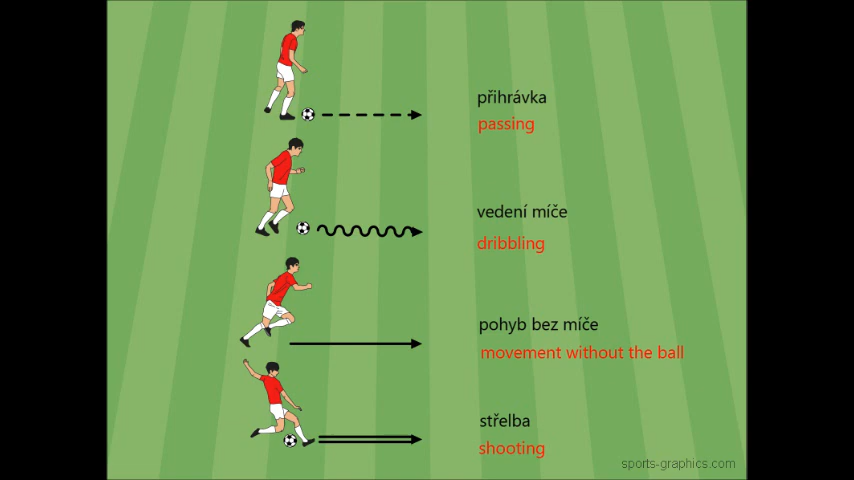 přihrávka
passing
vedení míče
dribbling
pohyb bez míče
movement without the ball
střelba
shooting
sports-graphics.com